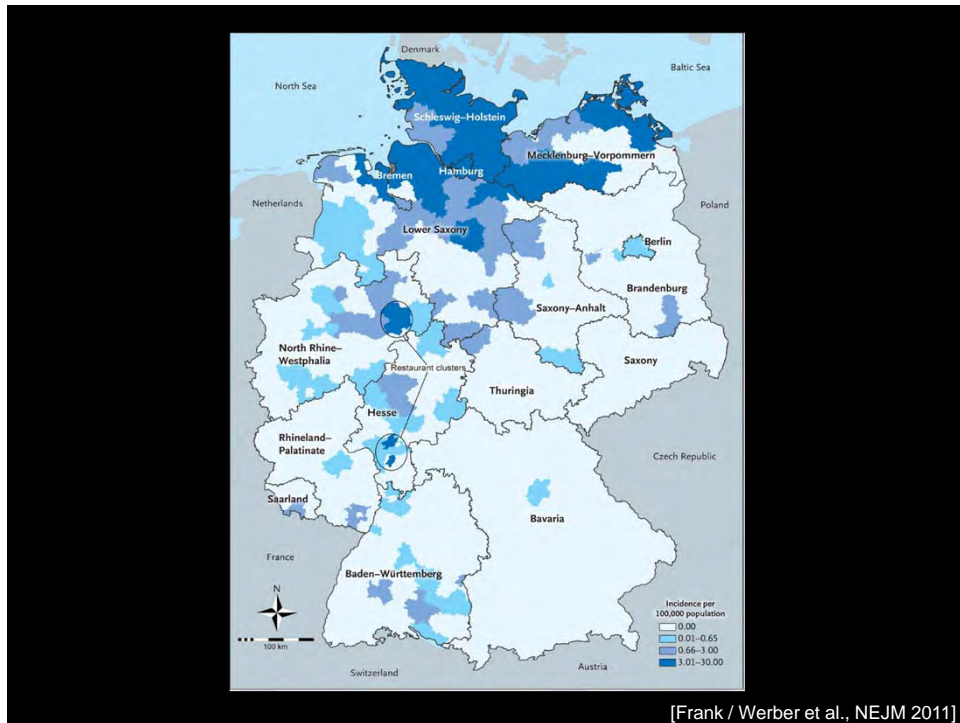 Denmark
North Sea
Baltic Sea
Schleswig–Holstein
Mecklenburg–Vorpommern
Hamburg
Bremen
Netherlands
Poland
Lower Saxony
Berlin
Brandenburg
Saxony–Anhalt
North Rhine–
Westphalia
Saxony
Restaurant clusters
Thuringia
Hesse
Rhineland–
Palatinate
Czech Republic
Saarland
Bavaria
France
Baden–Württemberg
N
100 km
Incidence per
100,000 population
0.00
0.01–0.65
0.66–3.00
3.01–30.00
Switzerland
Austria
[Frank / Werber et al., NEJM 2011]